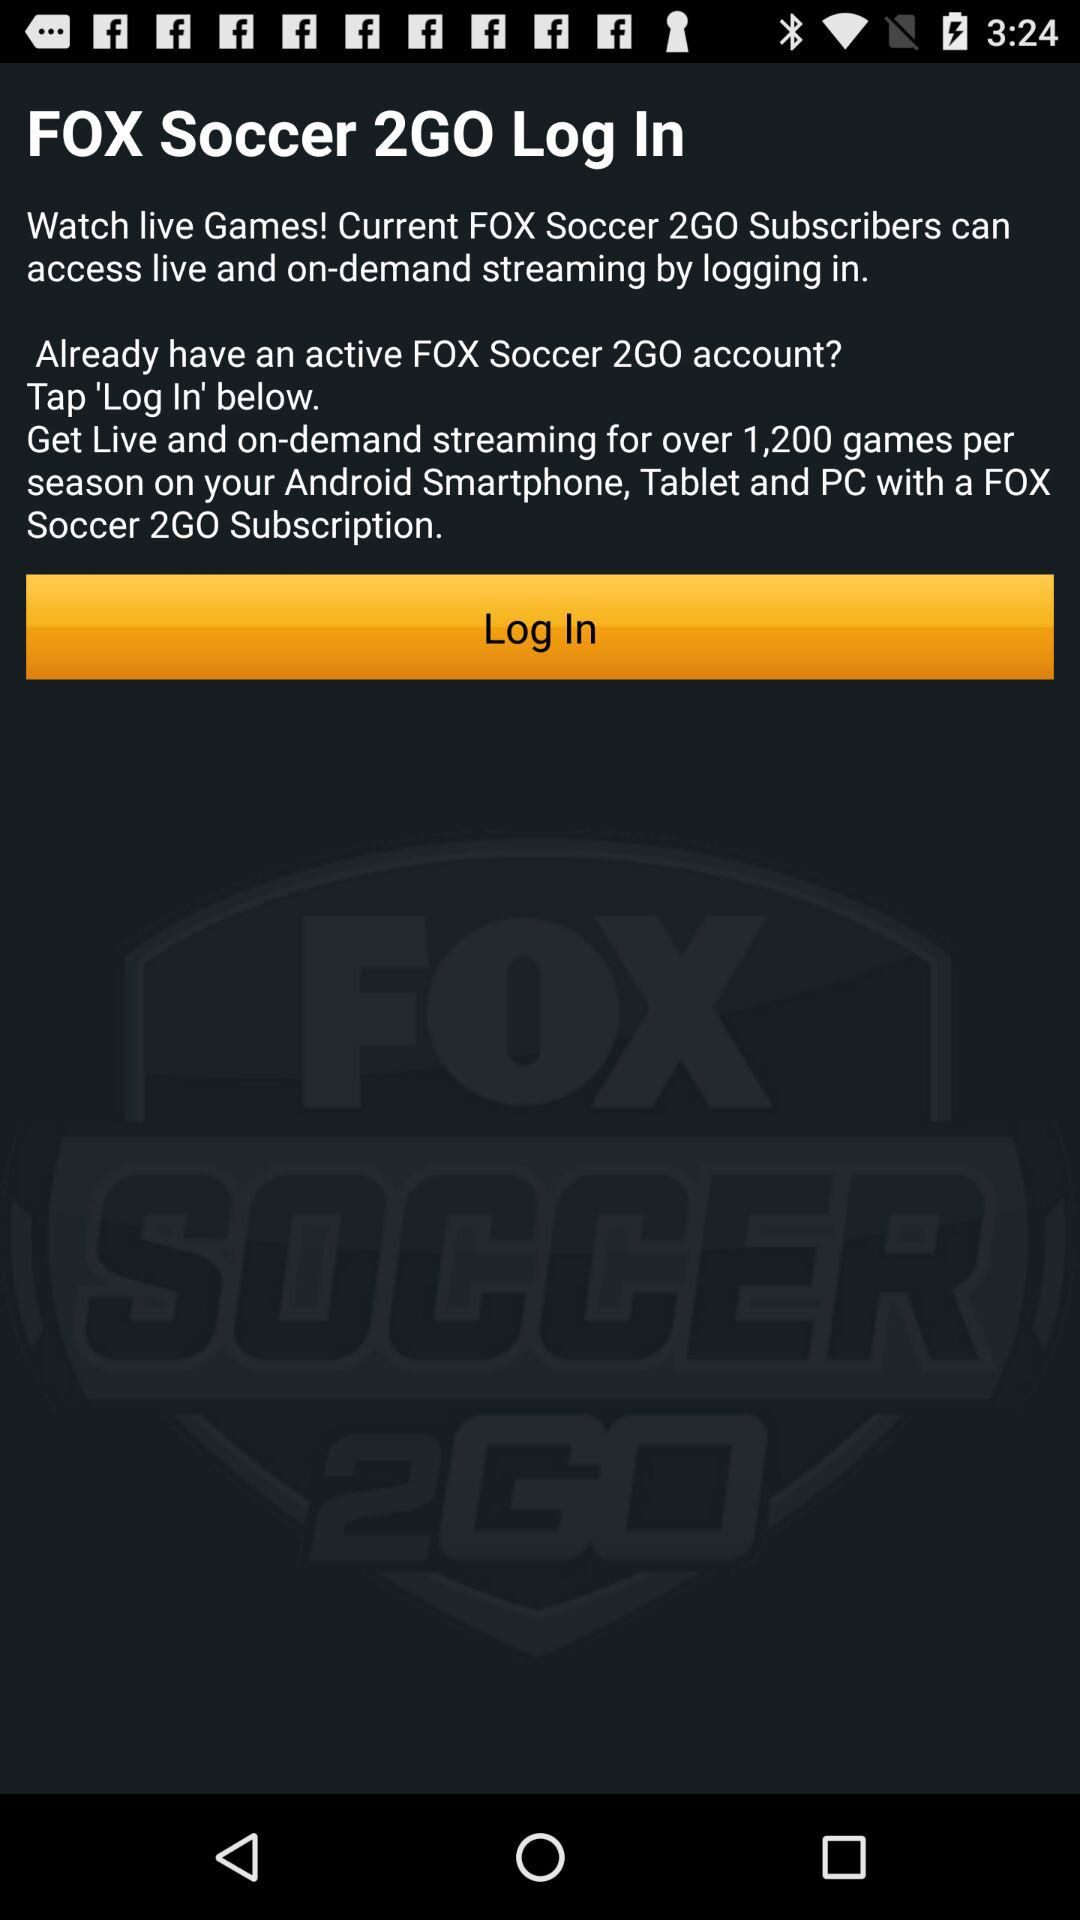 3:24
FOX Soccer 2GO Log In
Watch live Games! Current FOX Soccer 2GO Subscribers can
access live and on-demand streaming by logging in.
Already have an active FOX Soccer 2GO account?
Tap 'Log In' below.
Get Live and on-demand streaming for over 1,200 games per
season on your Android Smartphone, Tablet and PC with a FOX
Soccer 2GO Subscription.
Log In
FOX
SOCCER
2GO